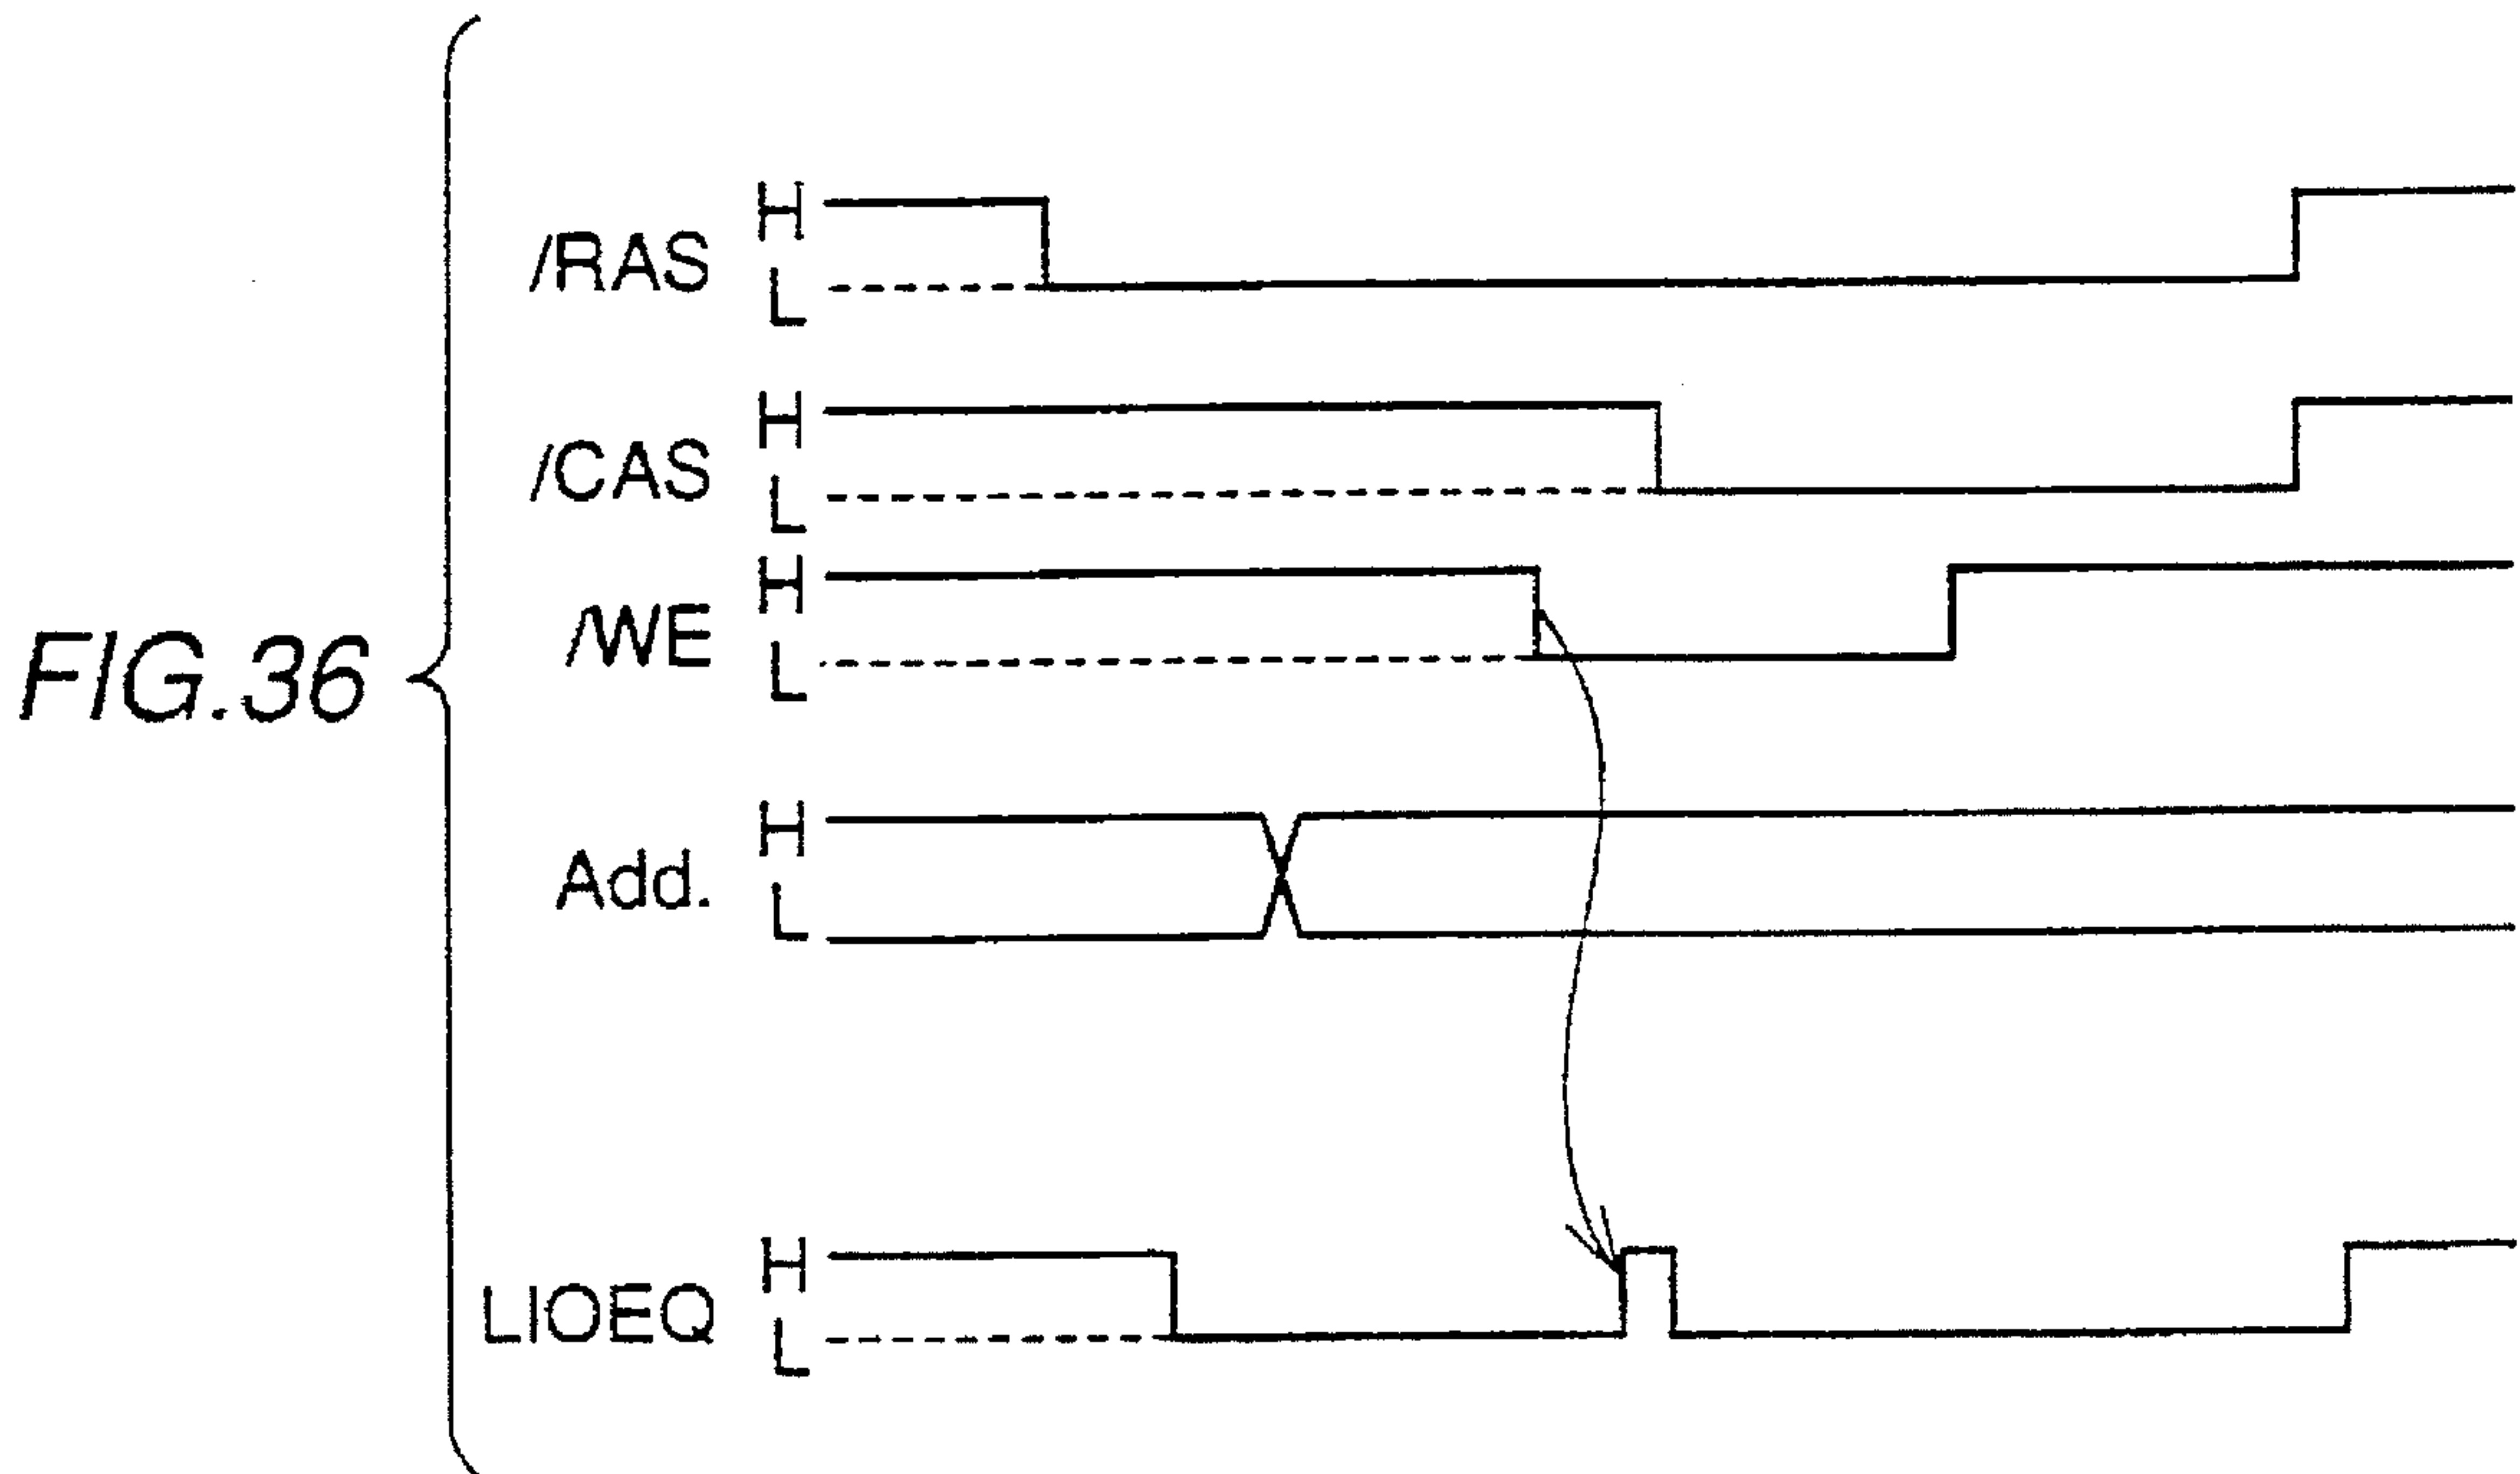 FIG.36
/RAS H
L
/CAS H
L
/WE H
L
Add. H
L
LIOEQ H
L